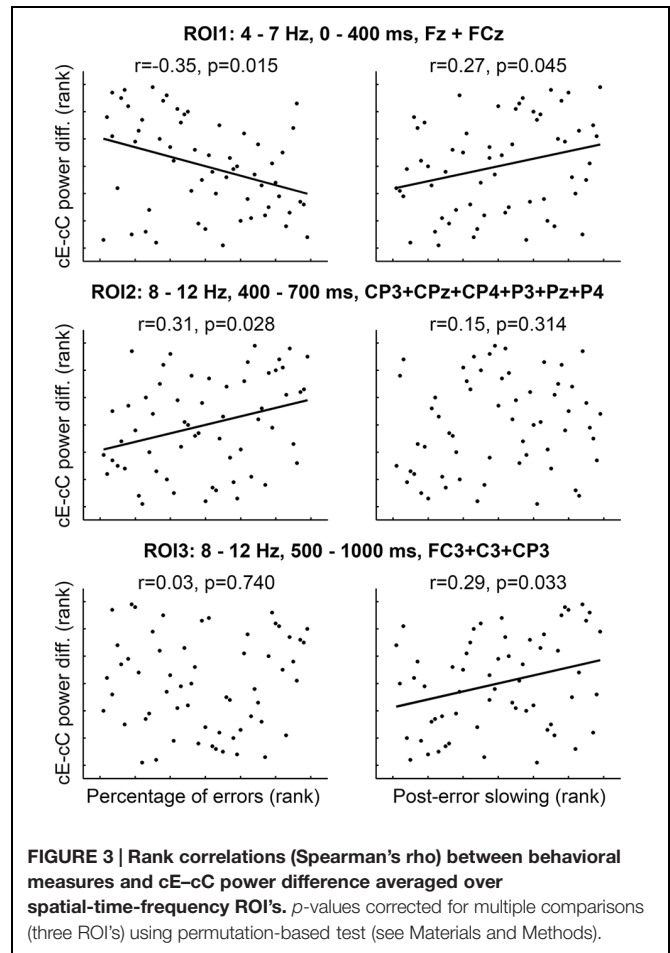 ROI1: 4 - 7 Hz, 0 - 400 ms, Fz + FCz
r=-0.35, p=0.015
r=0.27, p=0.045
cE-cC power diff. (rank)
ROI2: 8 - 12 Hz, 400 - 700 ms, CP3+CPz+CP4+P3+Pz+P4
r=0.31, p=0.028
r=0.15, p=0.314
cE-cC power diff. (rank)
ROI3: 8 - 12 Hz, 500 - 1000 ms, FC3+C3+CP3
r=0.03, p=0.740
r=0.29, p=0.033
cE-cC power diff. (rank)
Percentage of errors (rank)
Post-error slowing (rank)
FIGURE 3 | Rank correlations (Spearman's rho) between behavioral
measures and cE–cC power difference averaged over
spatial-time-frequency ROI's. p-values corrected for multiple comparisons
(three ROI's) using permutation-based test (see Materials and Methods).